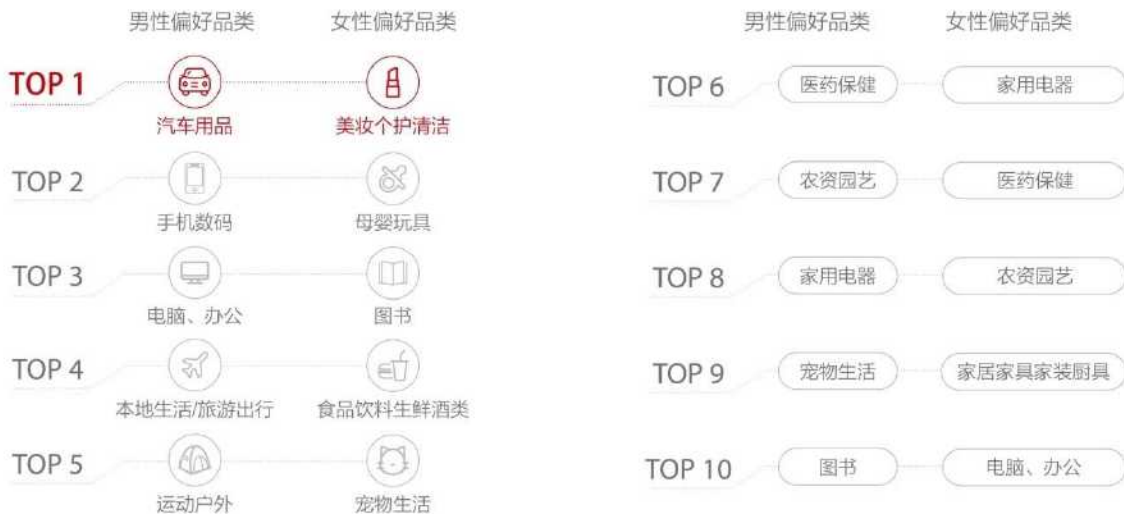 男性偏好品类 女性偏好品类
TOP 1
汽车用品 美妆个护清洁
TOP 2
手机数码 母婴玩具
TOP 3
电脑、办公 图书
TOP 4
本地生活/旅游出行 食品饮料生鲜酒类
TOP 5
运动户外 宠物生活
男性偏好品类 女性偏好品类
TOP 6 医药保健 家用电器
TOP 7 农资园艺 医药保健
TOP 8 家用电器 农资园艺
TOP 9 宠物生活 家居家具家装厨具
TOP 10 图书 电脑、办公